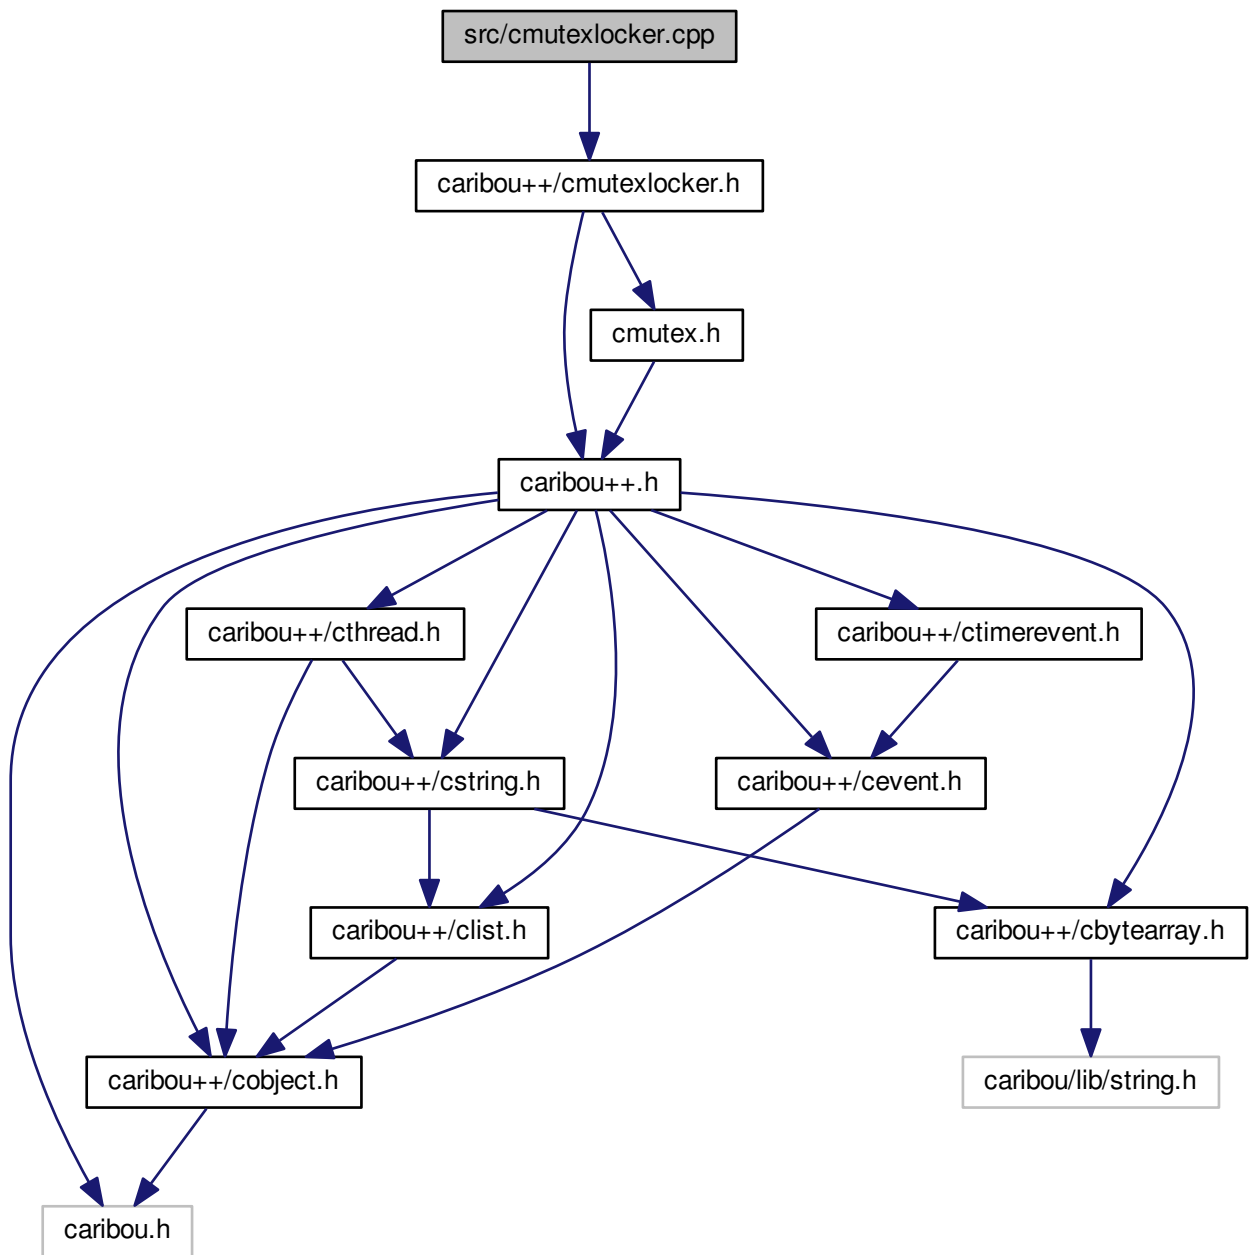 src/cmutexlocker.cpp
caribou++/cmutexlocker.h
cmutex.h
caribou++.h
caribou++/cthread.h
caribou++/ctimerevent.h
caribou++/cstring.h
caribou++/cevent.h
caribou++/clist.h
caribou++/cbytearray.h
caribou++/cobject.h
caribou/lib/string.h
caribou.h